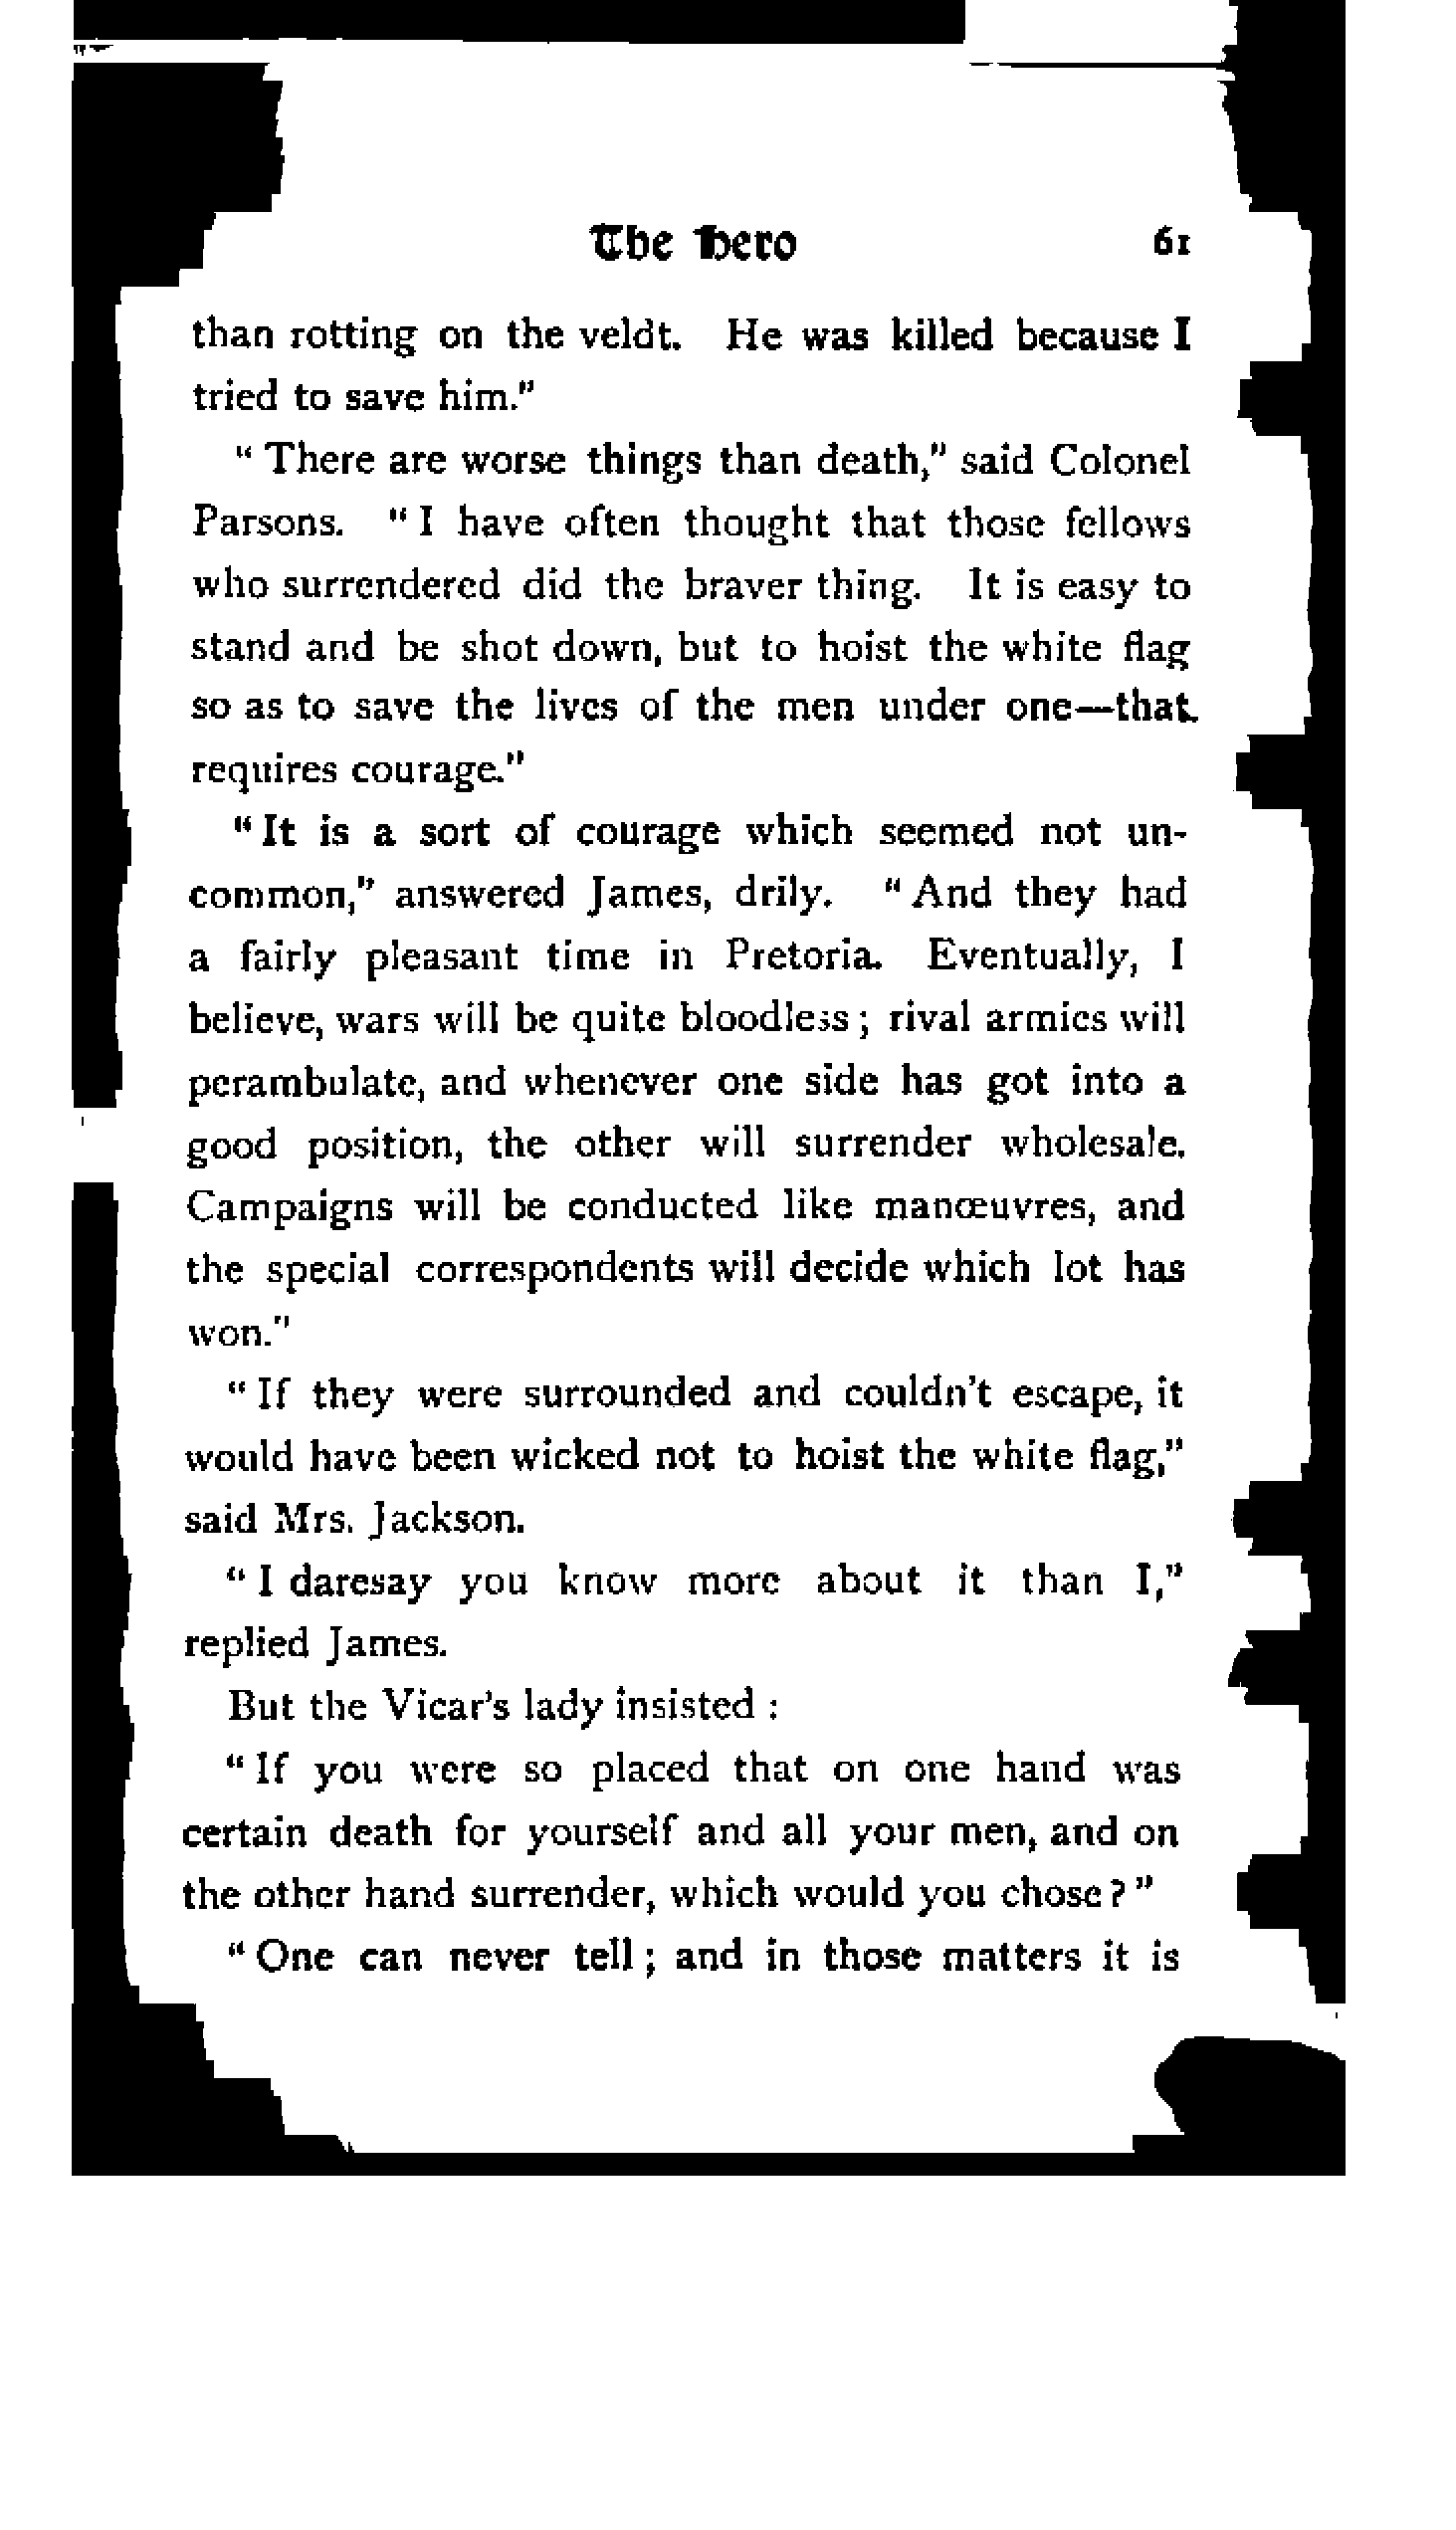 The Hero 61
than rotting on the veldt. He was killed because I
tried to save him."
"There are worse things than death," said Colonel
Parsons. "I have often thought that those fellows
who surrendered did the braver thing. It is easy to
stand and be shot down, but to hoist the white flag
so as to save the lives of the men under one—that
requires courage."
"It is a sort of courage which seemed not un-
common," answered James, drily. "And they had
a fairly pleasant time in Pretoria. Eventually, I
believe, wars will be quite bloodless; rival armies will
perambulate, and whenever one side has got into a
good position, the other will surrender wholesale.
Campaigns will be conducted like manœuvres, and
the special correspondents will decide which lot has
won."
"If they were surrounded and couldn't escape, it
would have been wicked not to hoist the white flag,"
said Mrs. Jackson.
"I daresay you know more about it than I,"
replied James.
But the Vicar's lady insisted :
"If you were so placed that on one hand was
certain death for yourself and all your men, and on
the other hand surrender, which would you chose?"
"One can never tell; and in those matters it is